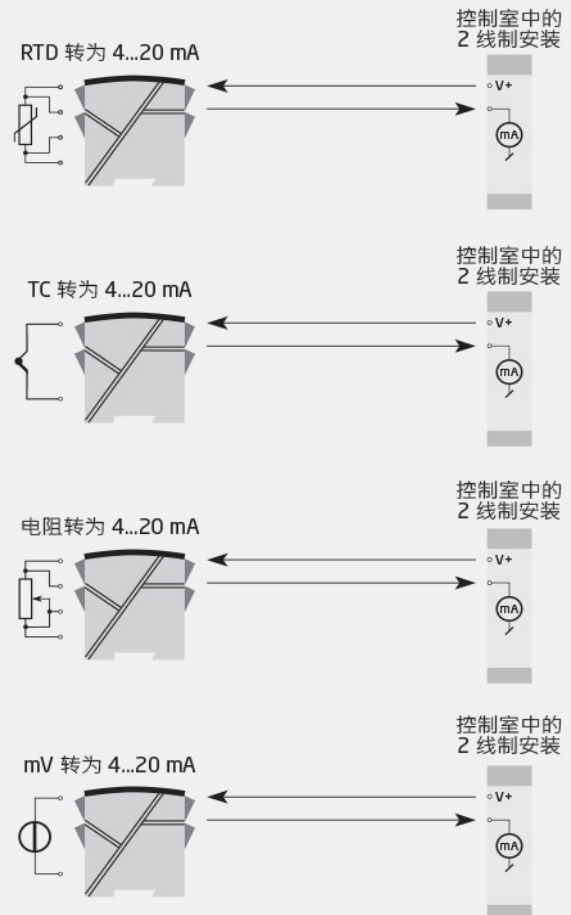 控制室中的
2 线制安装
RTD 转为 4...20 mA
V+
mA
控制室中的
2 线制安装
TC 转为 4...20 mA
V+
mA
控制室中的
2 线制安装
电阻转为 4...20 mA
V+
mA
控制室中的
2 线制安装
mV 转为 4...20 mA
V+
mA